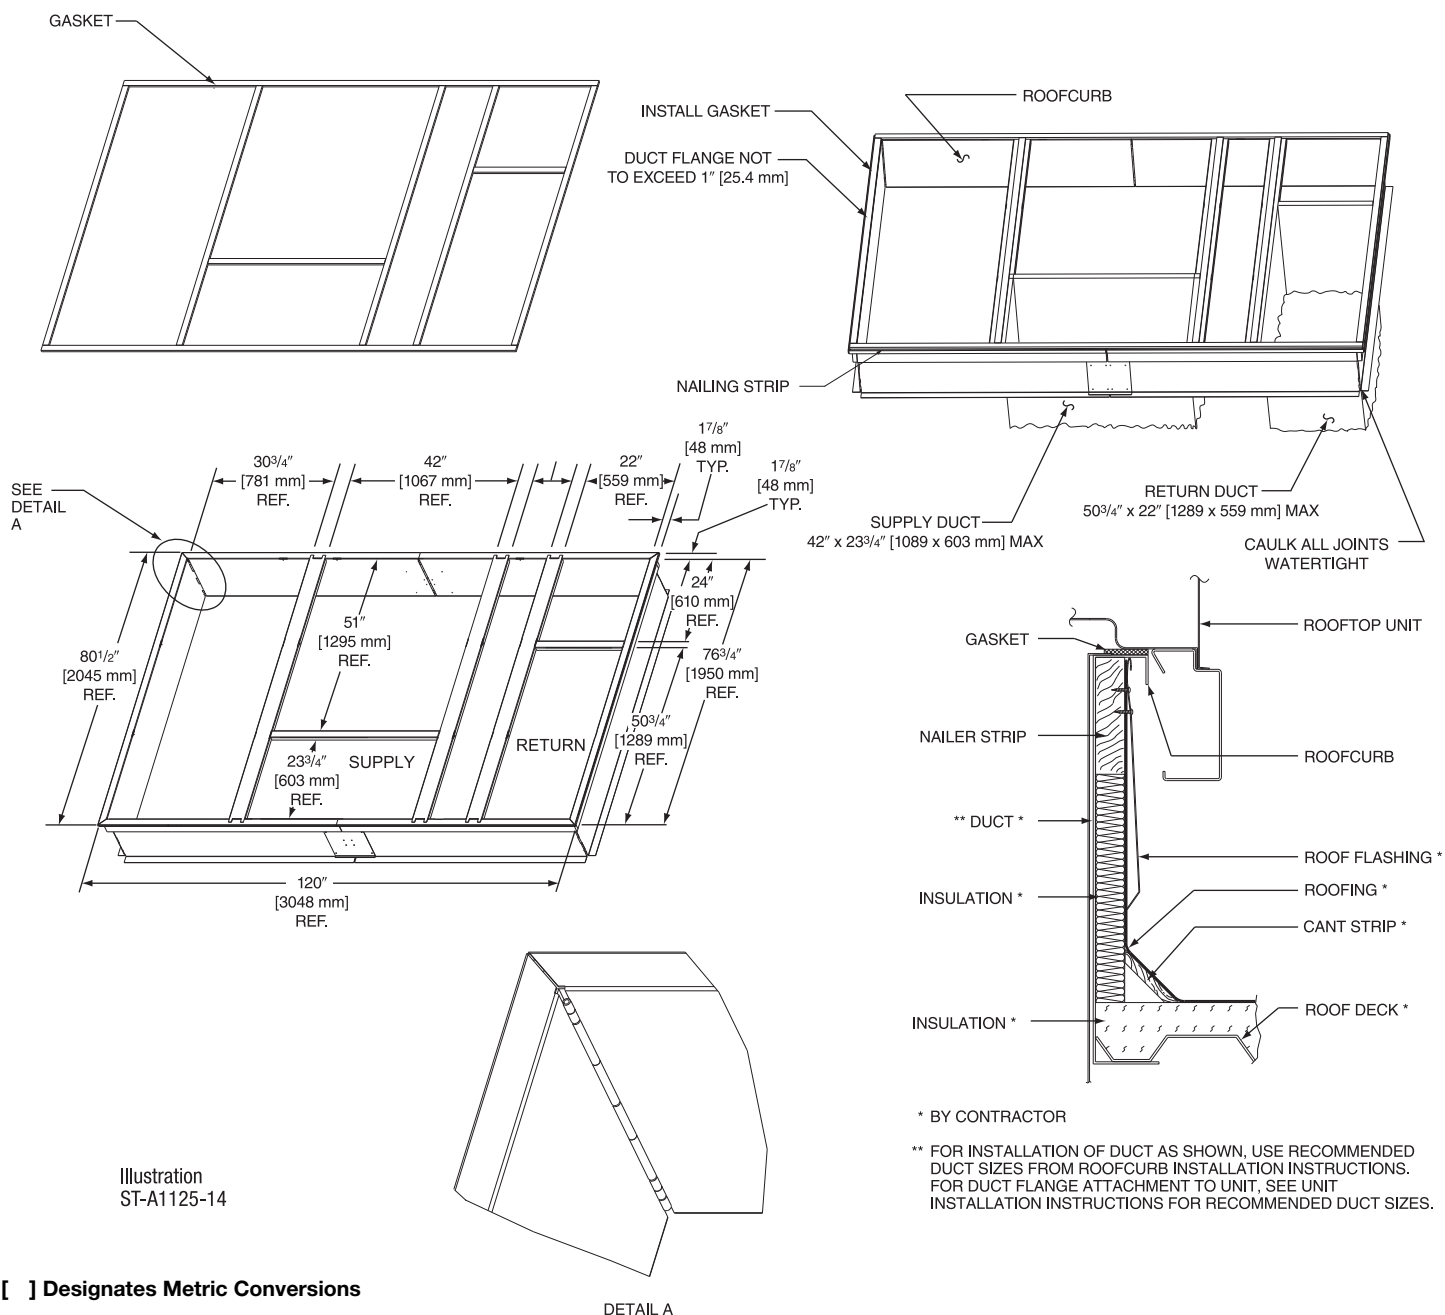 GASKET
INSTALL GASKET
ROOFCURB
DUCT FLANGE NOT
TO EXCEED 1″ [25.4 mm]
NAILING STRIP
SUPPLY DUCT
42″ x 233/4″ [1089 x 603 mm] MAX
RETURN DUCT
503/4″ x 22″ [1289 x 559 mm] MAX
CAULK ALL JOINTS
WATERTIGHT
SEE
DETAIL
A
303/4″
[781 mm]
REF.
42″
[1067 mm]
REF.
22″
[559 mm]
REF.
17/8″
[48 mm]
TYP.
17/8″
[48 mm]
TYP.
801/2″
[2045 mm]
REF.
51″
[1295 mm]
REF.
24″
[610 mm]
REF.
763/4″
[1950 mm]
REF.
503/4″
[1289 mm]
REF.
233/4″
[603 mm]
REF.
SUPPLY
RETURN
120″
[3048 mm]
REF.
GASKET
ROOFTOP UNIT
NAILER STRIP
ROOFCURB
** DUCT *
ROOF FLASHING *
INSULATION *
ROOFING *
CANT STRIP *
INSULATION *
ROOF DECK *
* BY CONTRACTOR
** FOR INSTALLATION OF DUCT AS SHOWN, USE RECOMMENDED
DUCT SIZES FROM ROOFCURB INSTALLATION INSTRUCTIONS.
FOR DUCT FLANGE ATTACHMENT TO UNIT, SEE UNIT
INSTALLATION INSTRUCTIONS FOR RECOMMENDED DUCT SIZES.
Illustration
ST-A1125-14
[ ] Designates Metric Conversions
DETAIL A